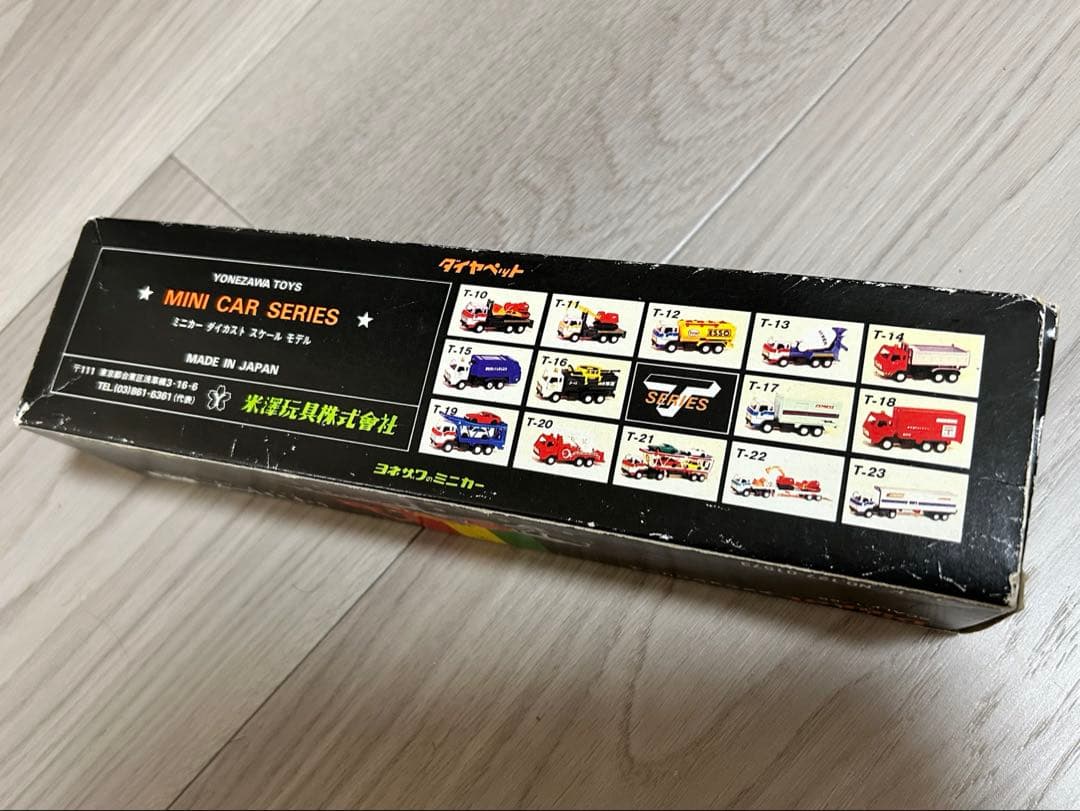 YONEZAWA TOYS
★ MINI CAR SERIES ★
ミニカー ダイカスト スケール モデル
MADE IN JAPAN
〒111 東京都台東区浅草橋3-16-6
TEL.(03)861-6361(代表)
米澤玩具株式會社
ダイヤペット
T-10
T-11
T-12
ESSO
T-13
T-14
T-15
T-16
T SERIES
T-17
T-18
T-19
T-20
T-21
T-22
T-23
ヨネザワのミニカー